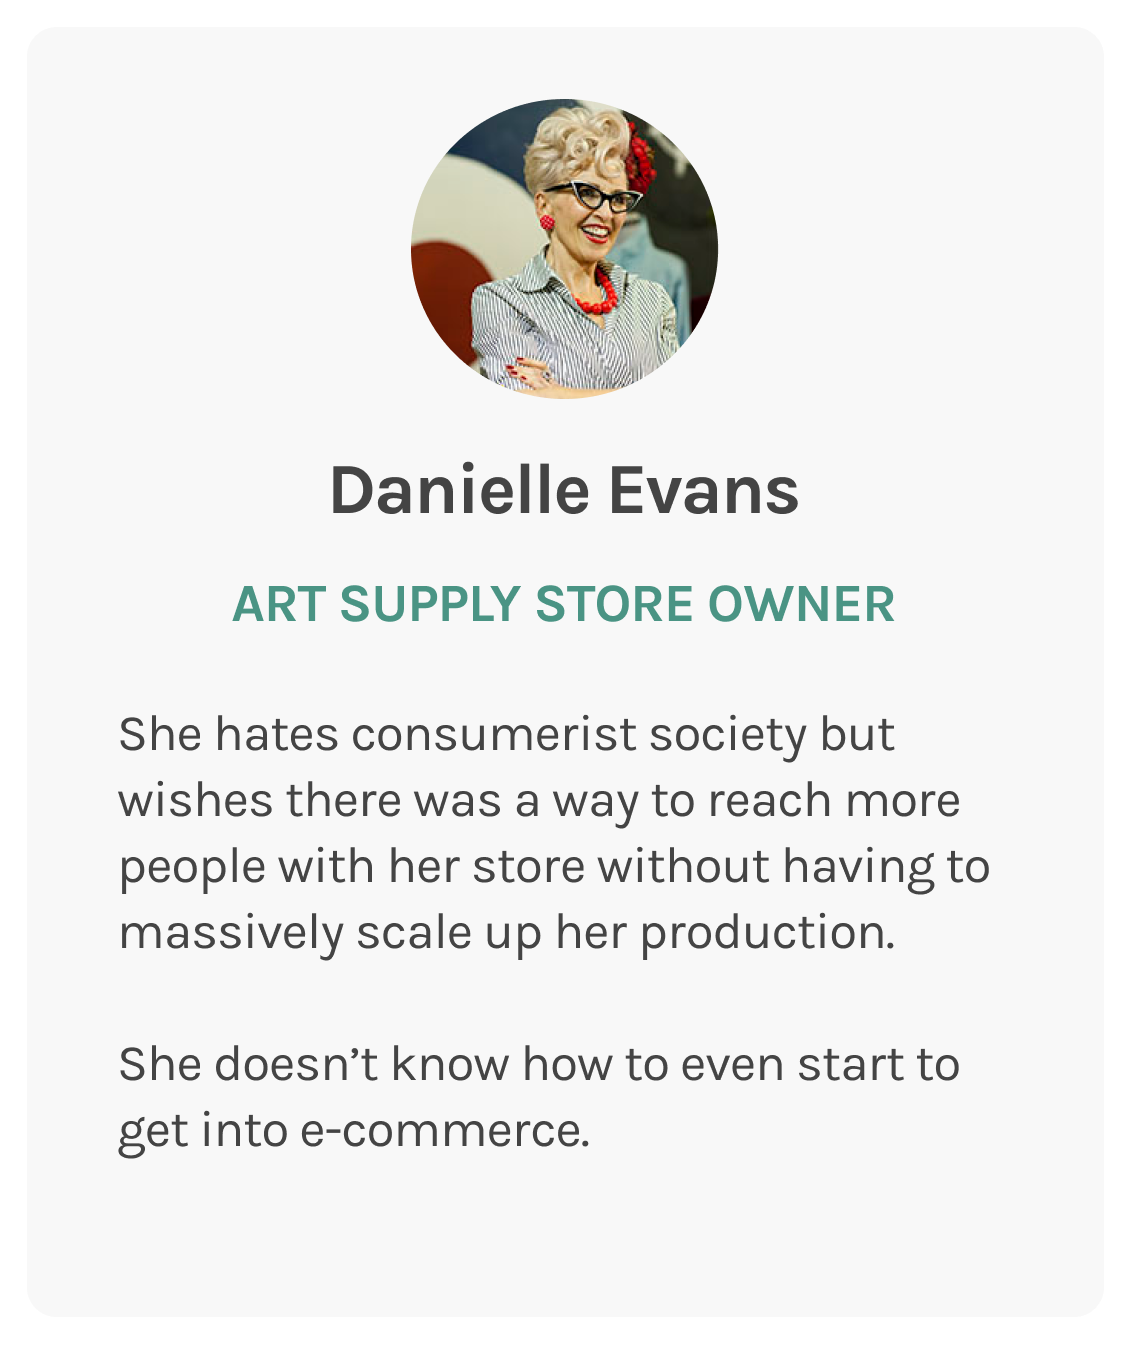 Danielle Evans
ART SUPPLY STORE OWNER
She hates consumerist society but
wishes there was a way to reach more
people with her store without having to
massively scale up her production.
She doesn’t know how to even start to
get into e-commerce.